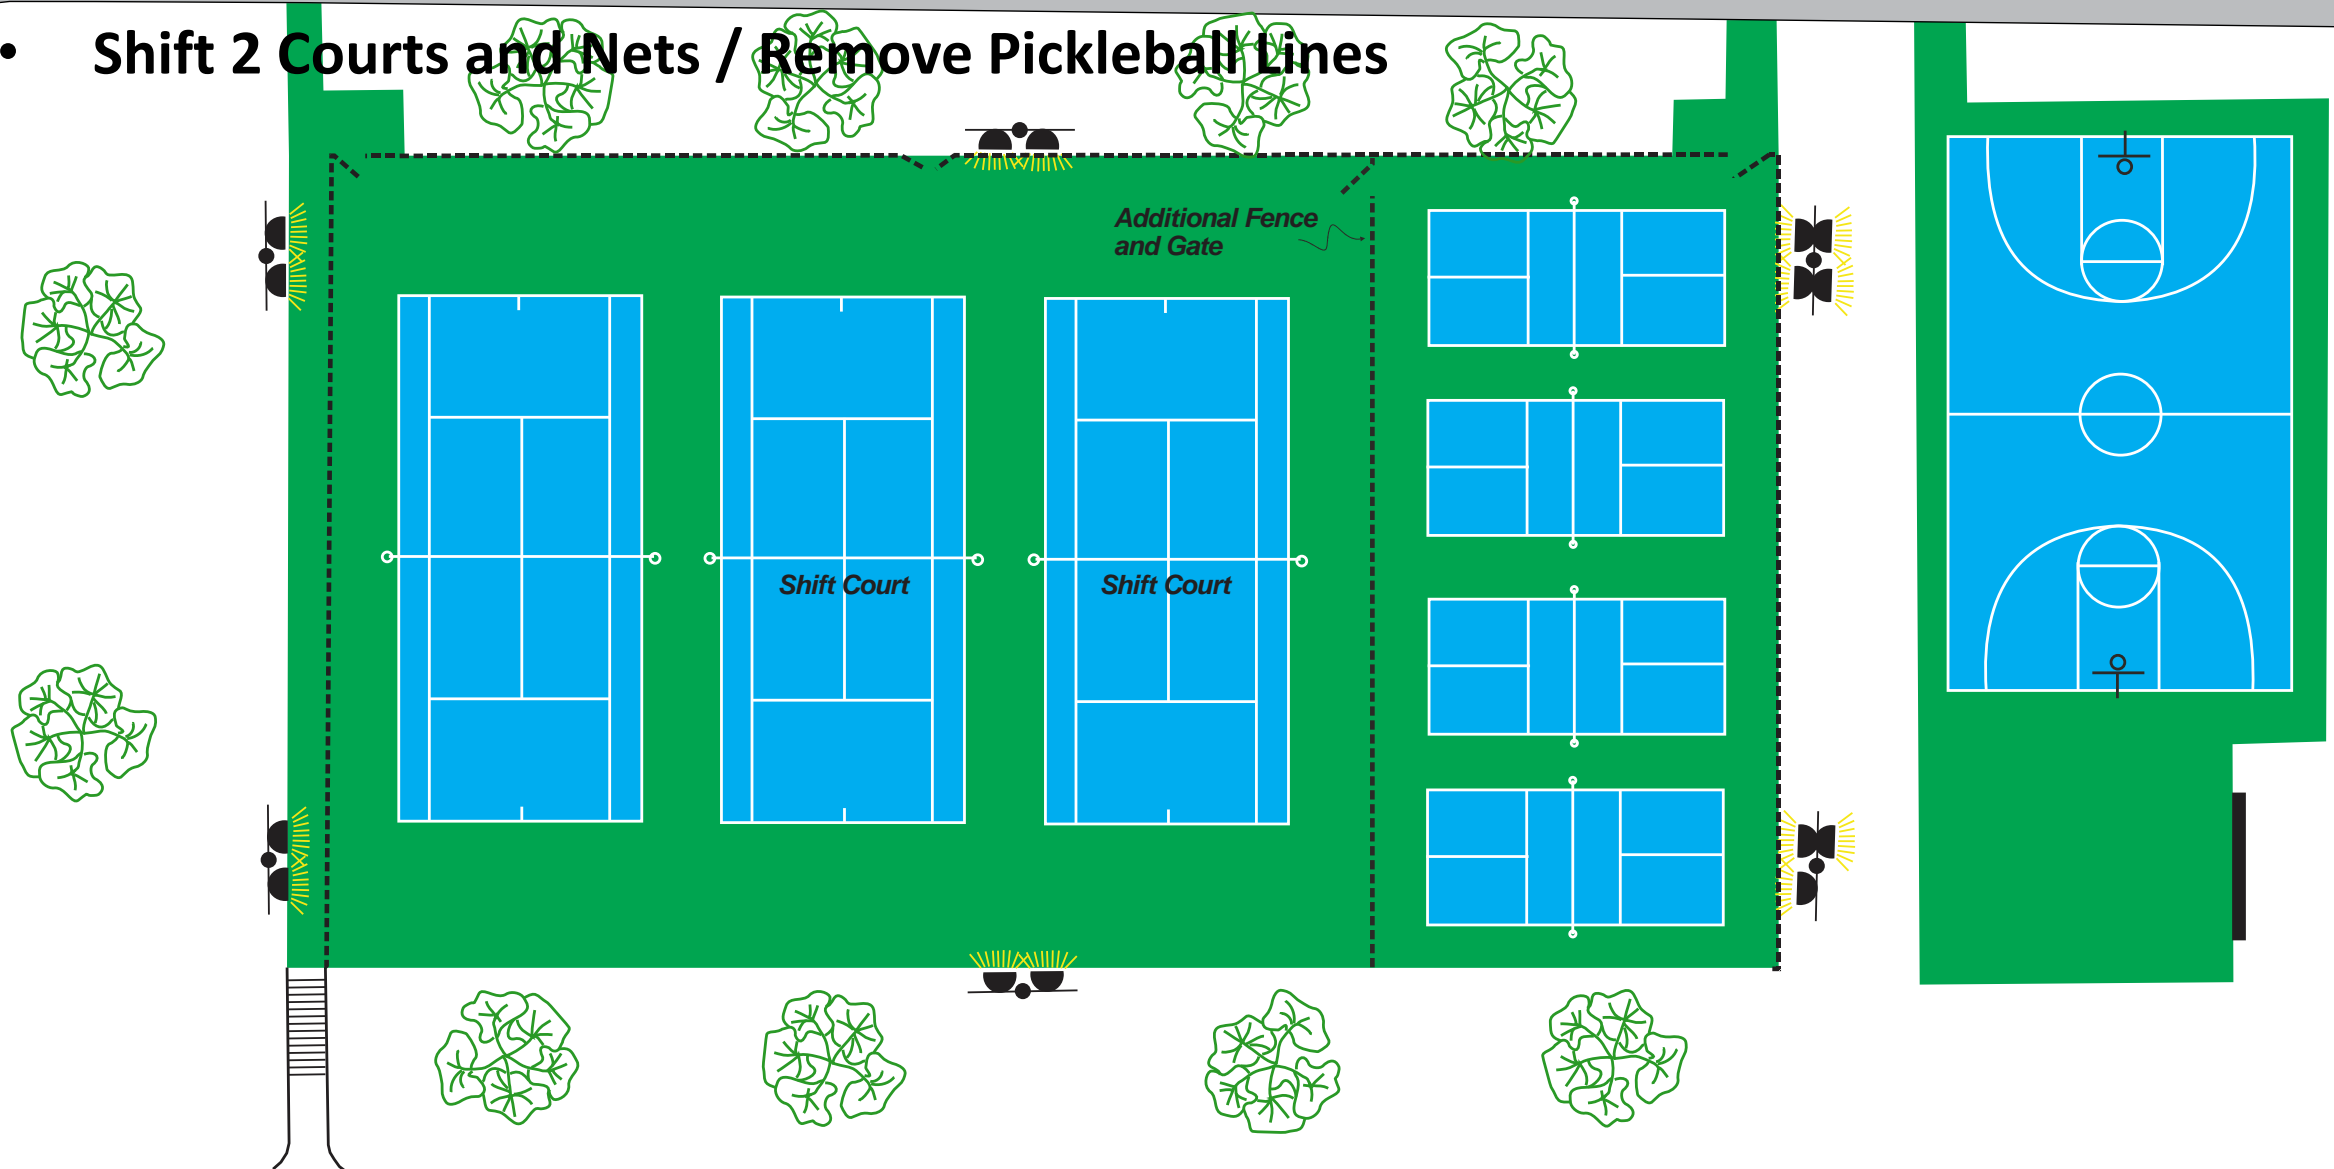 • Shift 2 Courts and Nets / Remove Pickleball Lines
Additional Fence
and Gate
Shift Court
Shift Court